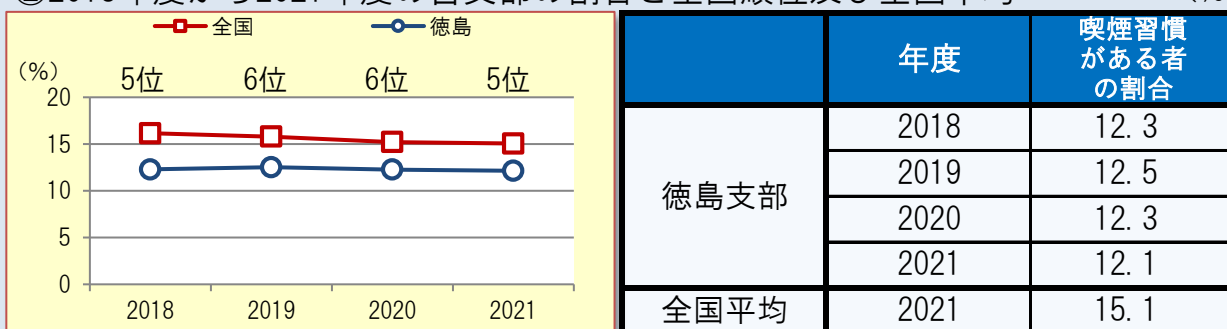 全国 徳島
(%)
5位 6位 6位 5位
20
15
10
5
0
2018 2019 2020 2021
年度 喫煙習慣
がある者
の割合
徳島支部
2018 12.3
2019 12.5
2020 12.3
2021 12.1
全国平均 2021 15.1